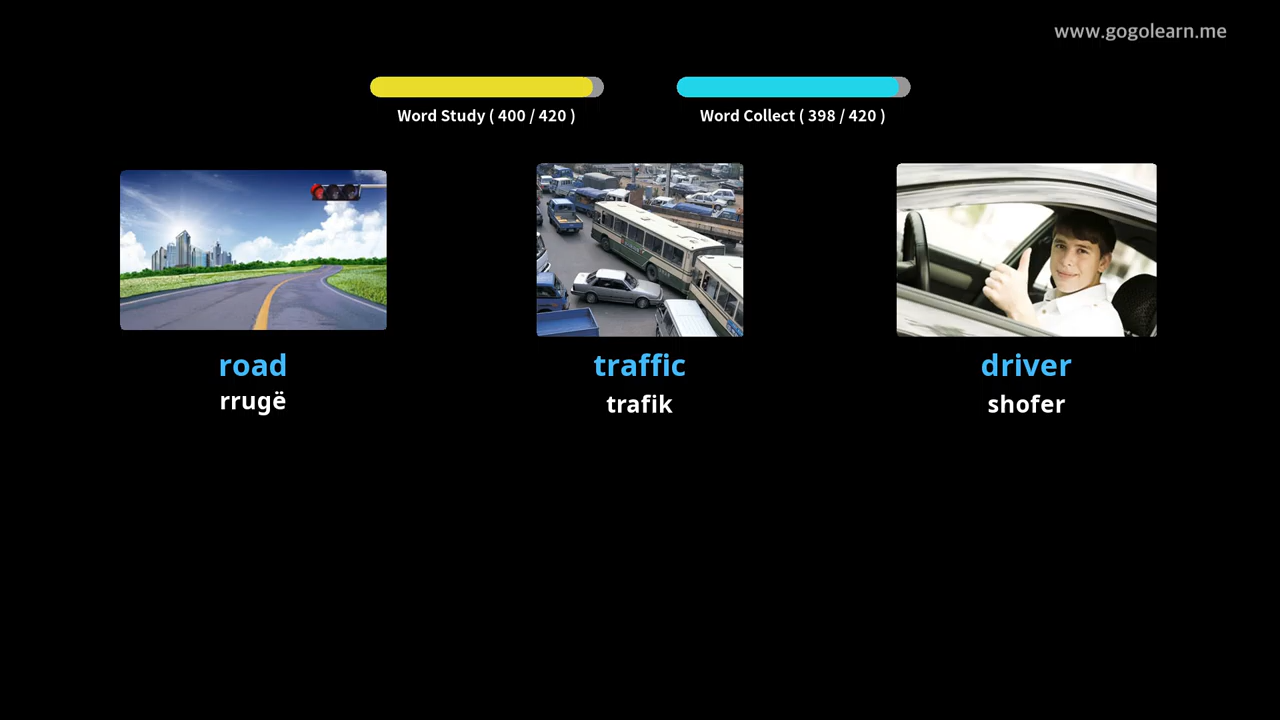 www.gogolearn.me
Word Study ( 400 / 420 )
Word Collect ( 398 / 420 )
road
rrugë
traffic
trafik
driver
shofer